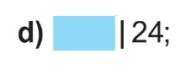 d) | 24;